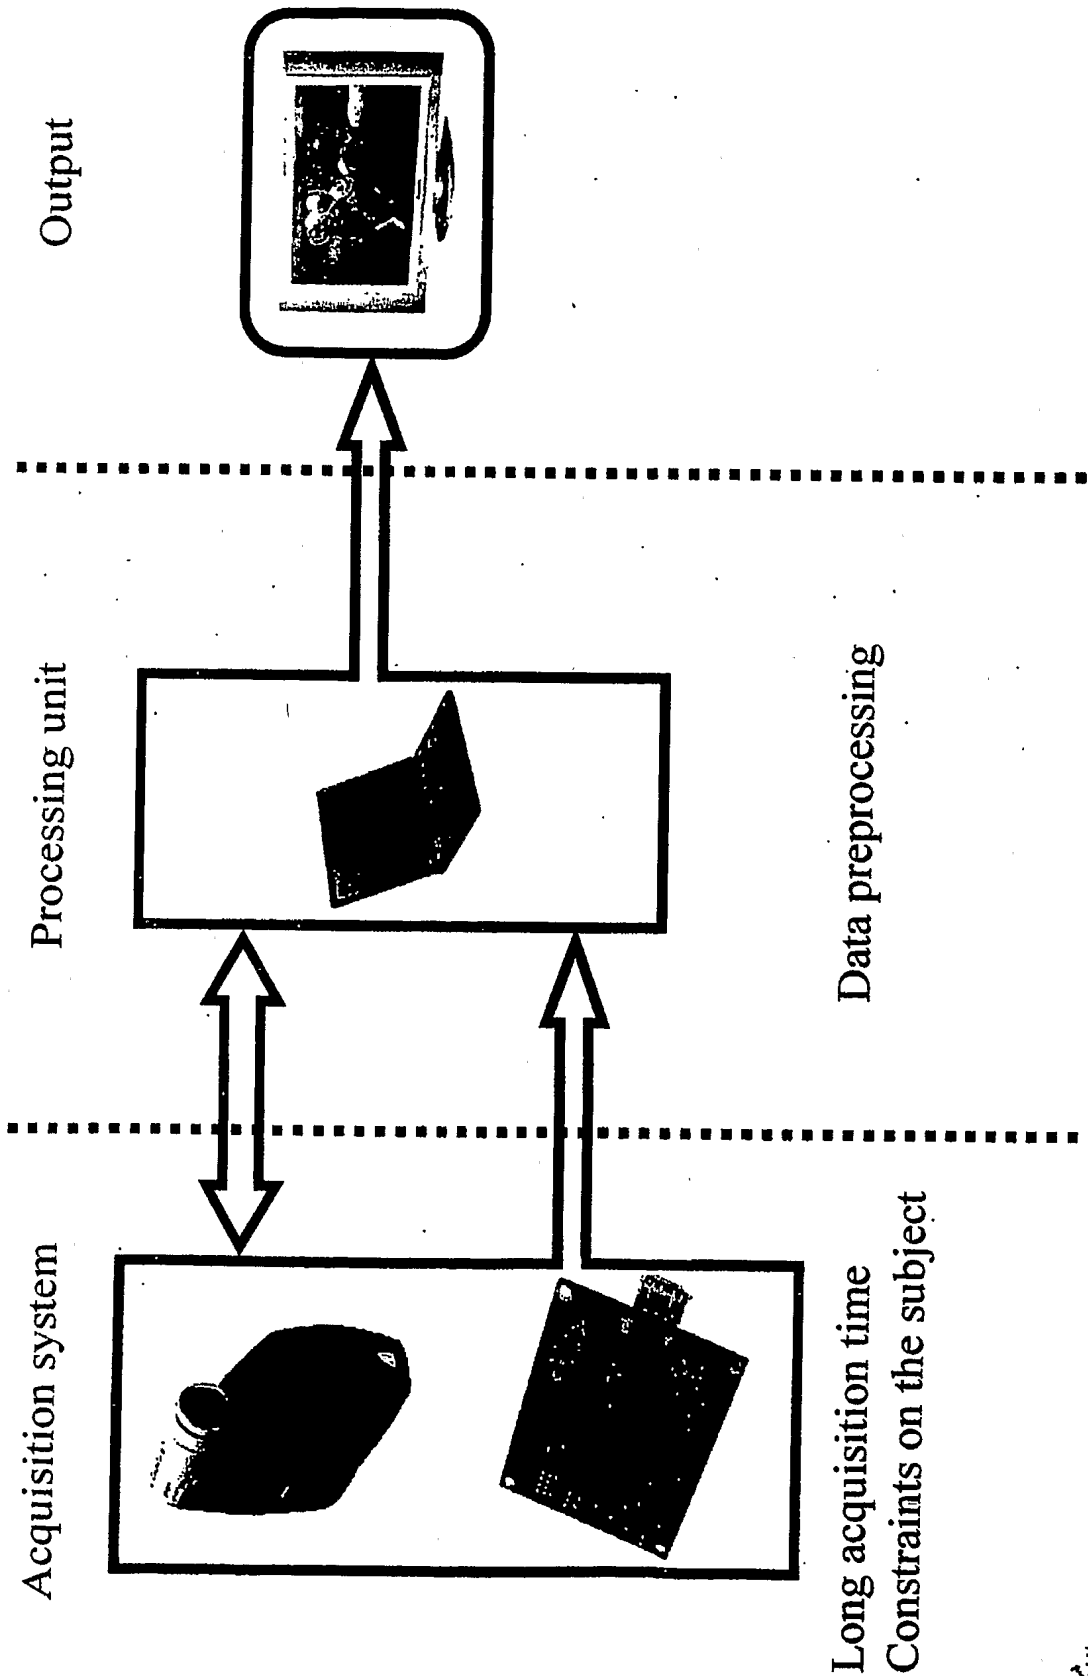 Acquisition system
Processing unit
Output
Long acquisition time
Constraints on the subject
Data preprocessing